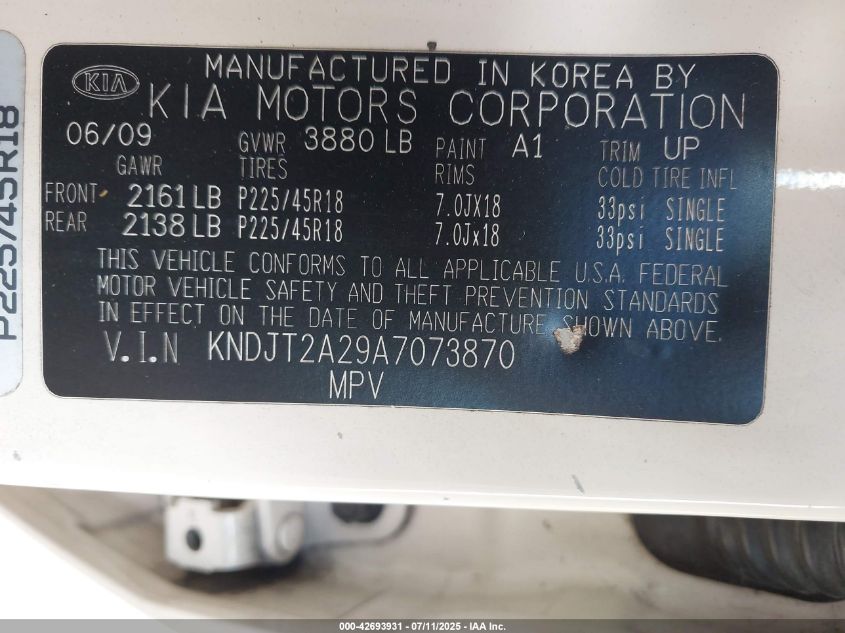 KIA
MANUFACTURED IN KOREA BY
KIA MOTORS CORPORATION
06/09 GVWR 3880 LB PAINT A1 TRIM UP
GAWR TIRES RIMS COLD TIRE INFL
FRONT 2161 LB P225/45R18 7.0JX18 33psi SINGLE
REAR 2138 LB P225/45R18 7.0Jx18 33psi SINGLE
THIS VEHICLE CONFORMS TO ALL APPLICABLE U.S.A. FEDERAL
MOTOR VEHICLE SAFETY AND THEFT PREVENTION STANDARDS
IN EFFECT ON THE DATE OF MANUFACTURE SHOWN ABOVE.
V.I.N KNDJT2A29A7073870
MPV
P225/45R18
000-42693931 - 07/11/2025 - IAA Inc.